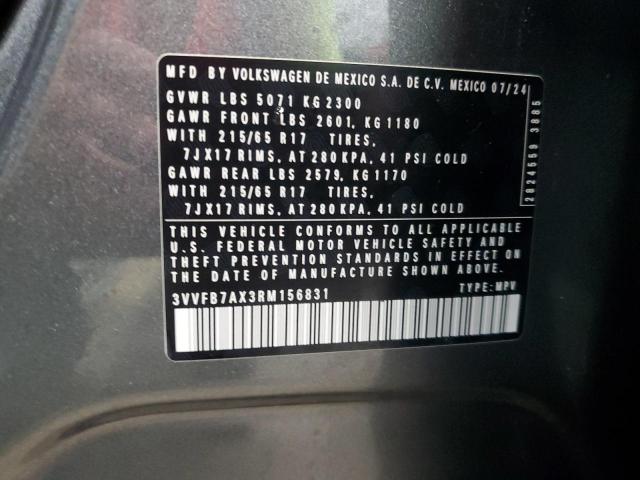 MFD BY VOLKSWAGEN DE MEXICO S.A. DE C.V. MEXICO 07/24
GVWR LBS 5071 KG 2300
GAWR FRONT LBS 2601, KG 1180
WITH 215/65 R17 TIRES,
7JX17 RIMS, AT 280 KPA, 41 PSI COLD
GAWR REAR LBS 2579, KG 1170
WITH 215/65 R17 TIRES,
7JX17 RIMS, AT 280 KPA, 41 PSI COLD
THIS VEHICLE CONFORMS TO ALL APPLICABLE
U.S. FEDERAL MOTOR VEHICLE SAFETY AND
THEFT PREVENTION STANDARDS IN EFFECT ON
THE DATE OF MANUFACTURE SHOWN ABOVE.
3VVFB7AX3RM156831 TYPE: MPV
2824559 3885